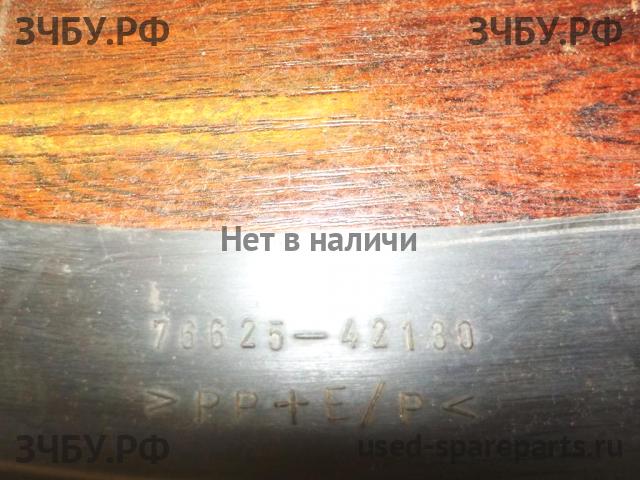 ЗЧБУ.РФ ЗЧБУ.РФ
Нет в наличи
76625-42130
>PP+E/P<
ЗЧБУ.РФ used-spareparts.ru